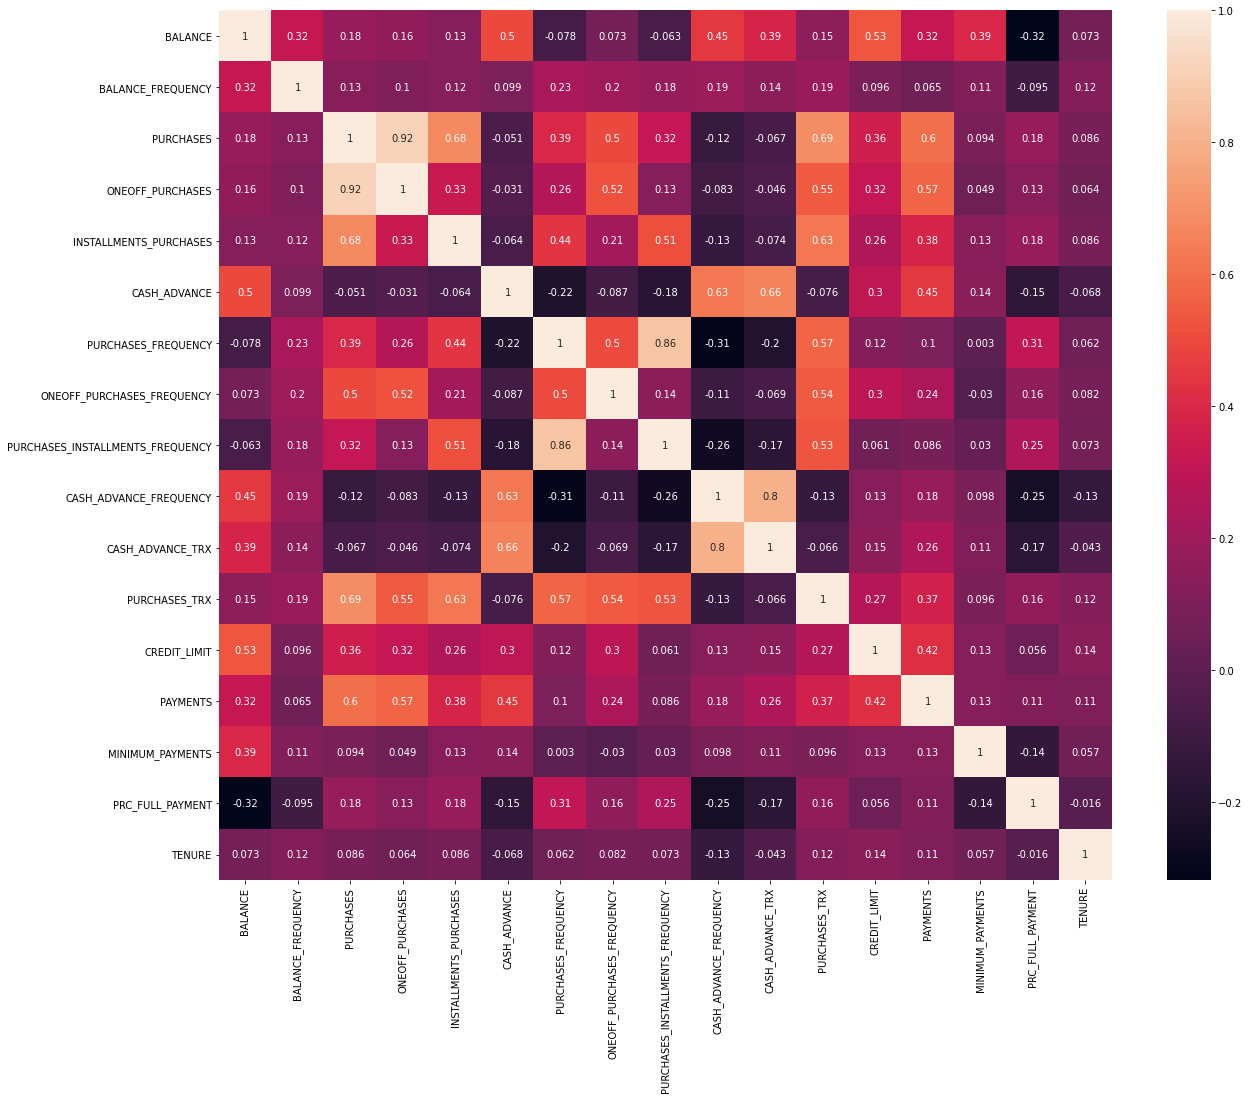 BALANCE 1 0.32 0.18 0.16 0.13 0.5 -0.078 0.073 -0.063 0.45 0.39 0.15 0.53 0.32 0.39 -0.32 0.073
BALANCE_FREQUENCY 0.32 1 0.13 0.1 0.12 0.099 0.23 0.2 0.18 0.19 0.14 0.19 0.096 0.065 0.11 -0.095 0.12
PURCHASES 0.18 0.13 1 0.92 0.68 -0.051 0.39 0.5 0.32 -0.12 -0.067 0.69 0.36 0.6 0.094 0.18 0.086
ONEOFF_PURCHASES 0.16 0.1 0.92 1 0.33 -0.031 0.26 0.52 0.13 -0.083 -0.046 0.55 0.32 0.57 0.049 0.13 0.064
INSTALLMENTS_PURCHASES 0.13 0.12 0.68 0.33 1 -0.064 0.44 0.21 0.51 -0.13 -0.074 0.63 0.26 0.38 0.13 0.18 0.086
CASH_ADVANCE 0.5 0.099 -0.051 -0.031 -0.064 1 -0.22 -0.087 -0.18 0.63 0.66 -0.076 0.3 0.45 0.14 -0.15 -0.068
PURCHASES_FREQUENCY -0.078 0.23 0.39 0.26 0.44 -0.22 1 0.5 0.86 -0.31 -0.2 0.57 0.12 0.1 0.003 0.31 0.062
ONEOFF_PURCHASES_FREQUENCY 0.073 0.2 0.5 0.52 0.21 -0.087 0.5 1 0.14 -0.11 -0.069 0.54 0.3 0.24 -0.03 0.16 0.082
PURCHASES_INSTALLMENTS_FREQUENCY -0.063 0.18 0.32 0.13 0.51 -0.18 0.86 0.14 1 -0.26 -0.17 0.53 0.061 0.086 0.03 0.25 0.073
CASH_ADVANCE_FREQUENCY 0.45 0.19 -0.12 -0.083 -0.13 0.63 -0.31 -0.11 -0.26 1 0.8 -0.13 0.13 0.18 0.098 -0.25 -0.13
CASH_ADVANCE_TRX 0.39 0.14 -0.067 -0.046 -0.074 0.66 -0.2 -0.069 -0.17 0.8 1 -0.066 0.15 0.26 0.11 -0.17 -0.043
PURCHASES_TRX 0.15 0.19 0.69 0.55 0.63 -0.076 0.57 0.54 0.53 -0.13 -0.066 1 0.27 0.37 0.096 0.16 0.12
CREDIT_LIMIT 0.53 0.096 0.36 0.32 0.26 0.3 0.12 0.3 0.061 0.13 0.15 0.27 1 0.42 0.13 0.056 0.14
PAYMENTS 0.32 0.065 0.6 0.57 0.38 0.45 0.1 0.24 0.086 0.18 0.26 0.37 0.42 1 0.13 0.11 0.11
MINIMUM_PAYMENTS 0.39 0.11 0.094 0.049 0.13 0.14 0.003 -0.03 0.03 0.098 0.11 0.096 0.13 0.13 1 -0.14 0.057
PRC_FULL_PAYMENT -0.32 -0.095 0.18 0.13 0.18 -0.15 0.31 0.16 0.25 -0.25 -0.17 0.16 0.056 0.11 -0.14 1 -0.016
TENURE 0.073 0.12 0.086 0.064 0.086 -0.068 0.062 0.082 0.073 -0.13 -0.043 0.12 0.14 0.11 0.057 -0.016 1
BALANCE
BALANCE_FREQUENCY
PURCHASES
ONEOFF_PURCHASES
INSTALLMENTS_PURCHASES
CASH_ADVANCE
PURCHASES_FREQUENCY
ONEOFF_PURCHASES_FREQUENCY
PURCHASES_INSTALLMENTS_FREQUENCY
CASH_ADVANCE_FREQUENCY
CASH_ADVANCE_TRX
PURCHASES_TRX
CREDIT_LIMIT
PAYMENTS
MINIMUM_PAYMENTS
PRC_FULL_PAYMENT
TENURE
1.0
0.8
0.6
0.4
0.2
0.0
−0.2